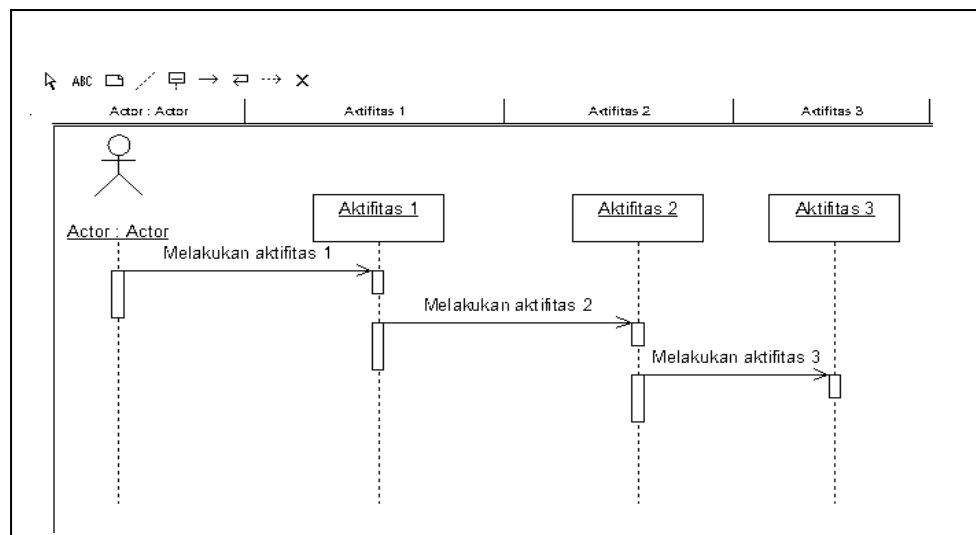 ABC
Actor : Actor
Aktifitas 1
Aktifitas 2
Aktifitas 3
Actor : Actor
Aktifitas 1
Aktifitas 2
Aktifitas 3
Melakukan aktifitas 1
Melakukan aktifitas 2
Melakukan aktifitas 3